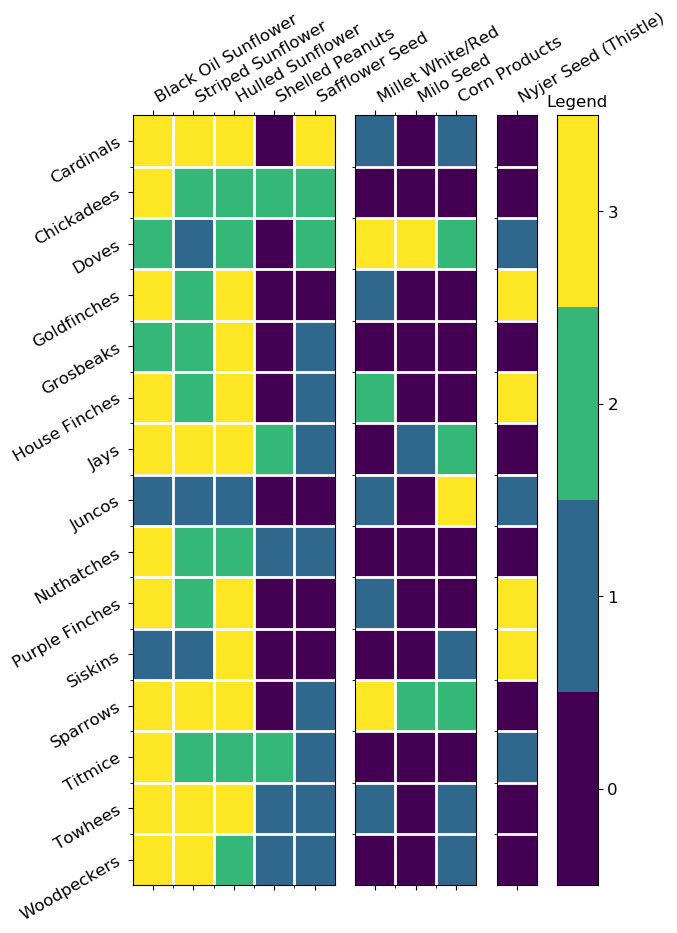 Black Oil Sunflower
Striped Sunflower
Hulled Sunflower
Shelled Peanuts
Safflower Seed
Millet White/Red
Milo Seed
Corn Products
Nyjer Seed (Thistle)
Legend
Cardinals
Chickadees
Doves
Goldfinches
Grosbeaks
House Finches
Jays
Juncos
Nuthatches
Purple Finches
Siskins
Sparrows
Titmice
Towhees
Woodpeckers
3
2
1
0